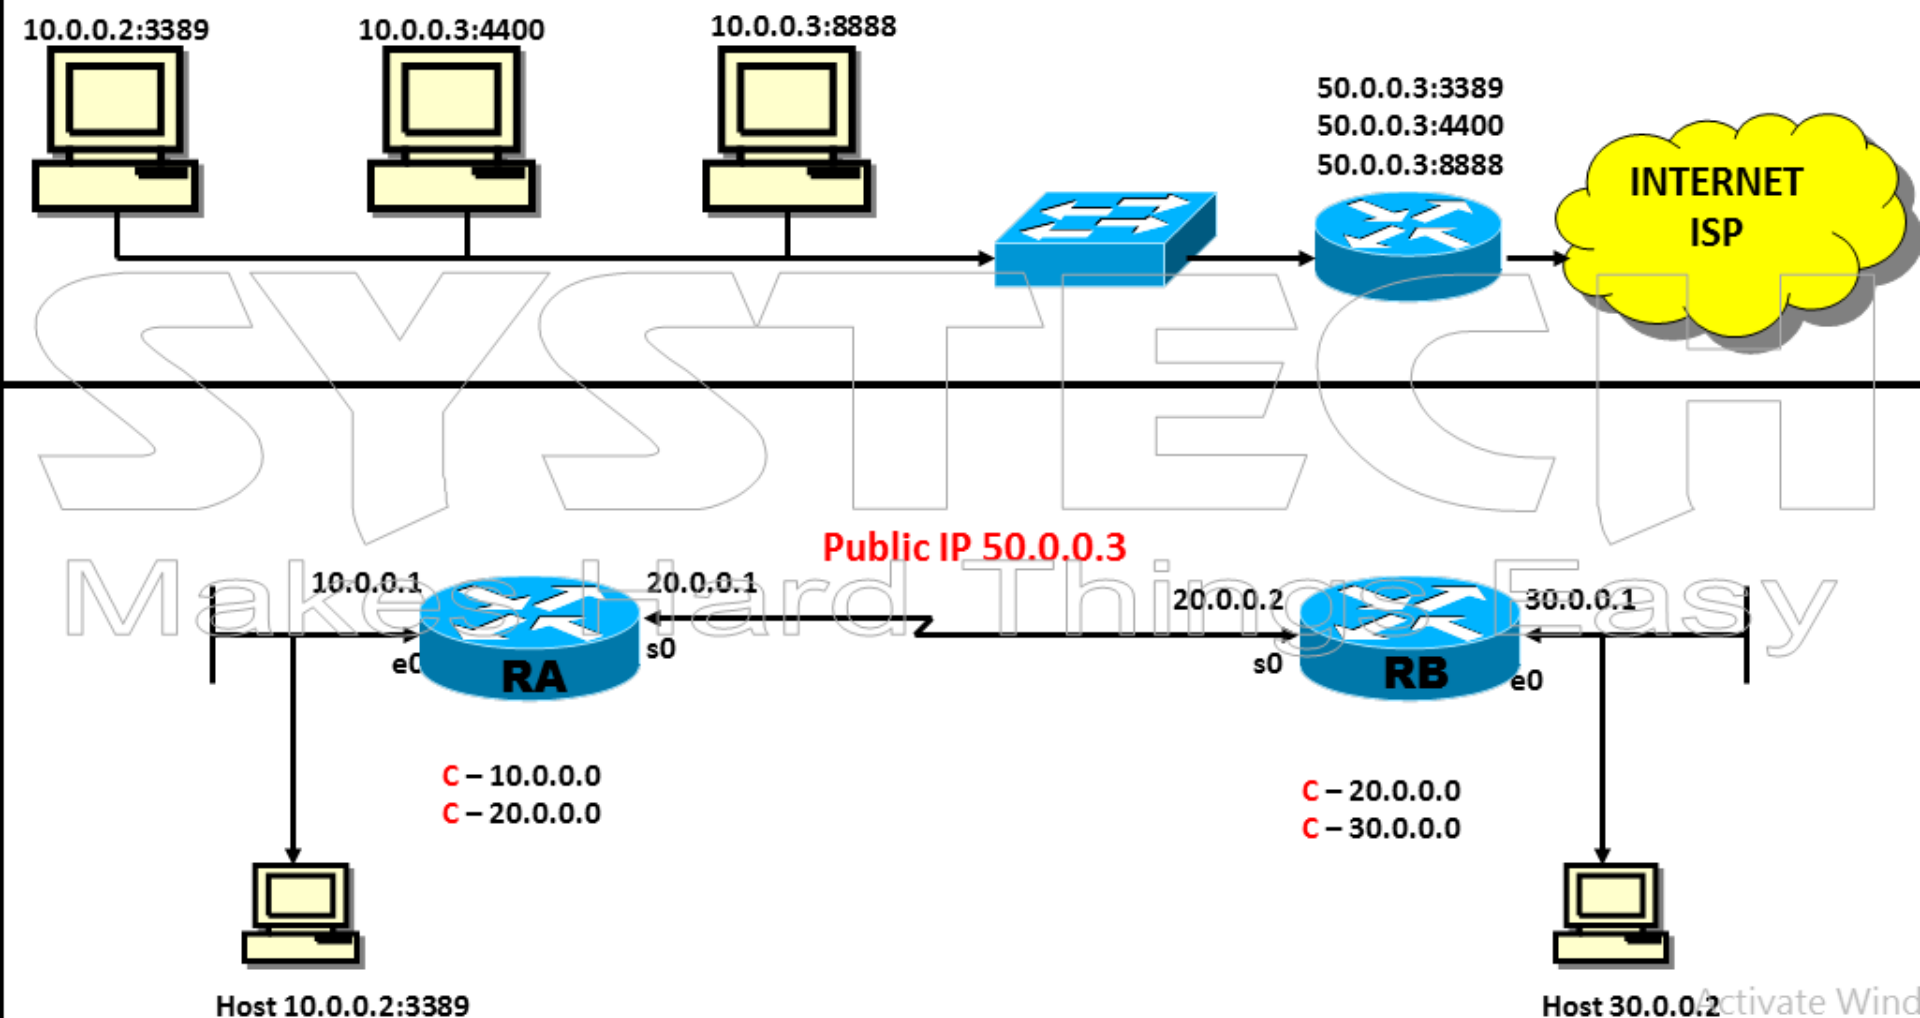 10.0.0.2:3389
10.0.0.3:4400
10.0.0.3:8888
50.0.0.3:3389
50.0.0.3:4400
50.0.0.3:8888
INTERNET
ISP
SYSTECH
Public IP 50.0.0.3
Makes Hard Things Easy
10.0.0.1
20.0.0.1
20.0.0.2
30.0.0.1
e0
s0
s0
e0
RA
RB
C – 10.0.0.0
C – 20.0.0.0
C – 20.0.0.0
C – 30.0.0.0
Host 10.0.0.2:3389
Host 30.0.0.2
Activate Wind